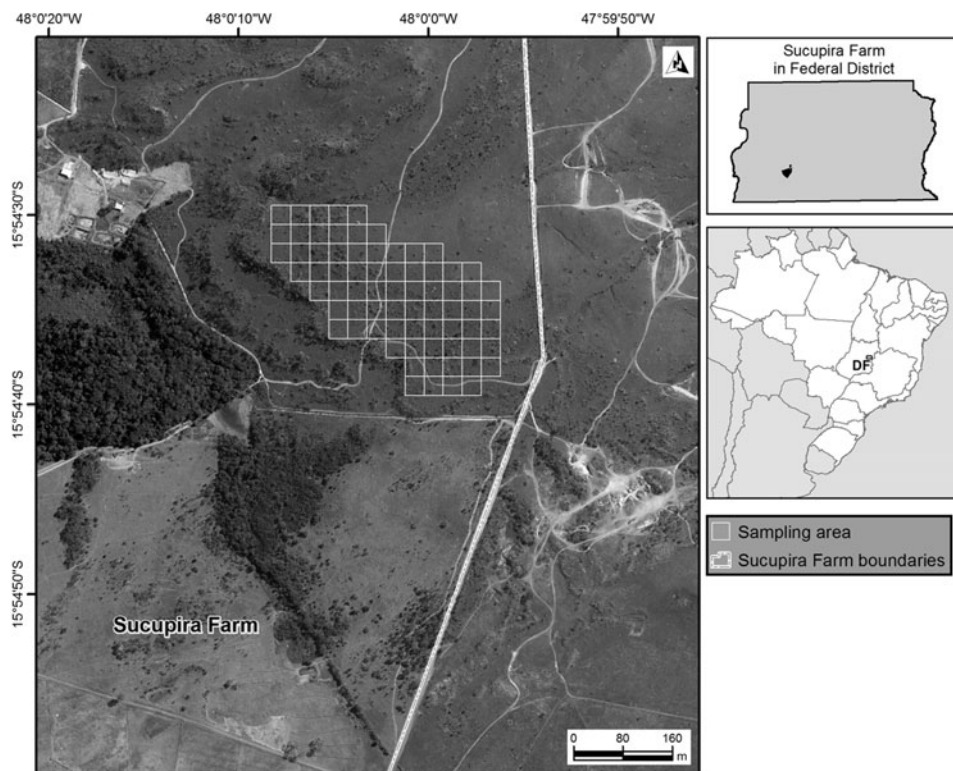 48°0'20"W
48°0'10"W
48°0'0"W
47°59'50"W
15°54'30"S
15°54'40"S
15°54'50"S
Sucupira Farm
0 80 160
m
Sucupira Farm
in Federal District
DF
Sampling area
Sucupira Farm boundaries